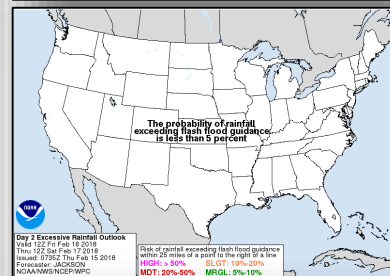 The probability of rainfall
exceeding flash flood guidance
is less than 5 percent
noaa
Day 2 Excessive Rainfall Outlook
Valid 12Z Fri Feb 16 2018
Thru 12Z Sat Feb 17 2018
Issued: 0735Z Thu Feb 15 2018
Forecaster: JACKSON
NOAA/NWS/NCEP/WPC
Risk of rainfall exceeding flash flood guidance
within 25 miles of a point to the right of a line
HIGH: > 50% SLGT: 10%-20%
MDT: 20%-50% MRGL: 5%-10%